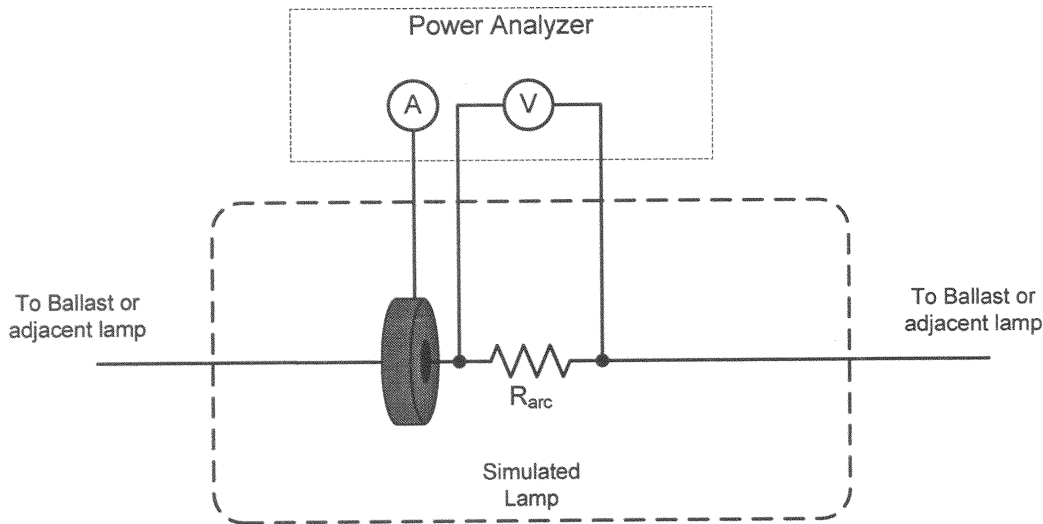 Power Analyzer
A
V
To Ballast or
adjacent lamp
To Ballast or
adjacent lamp
Rarc
Simulated
Lamp